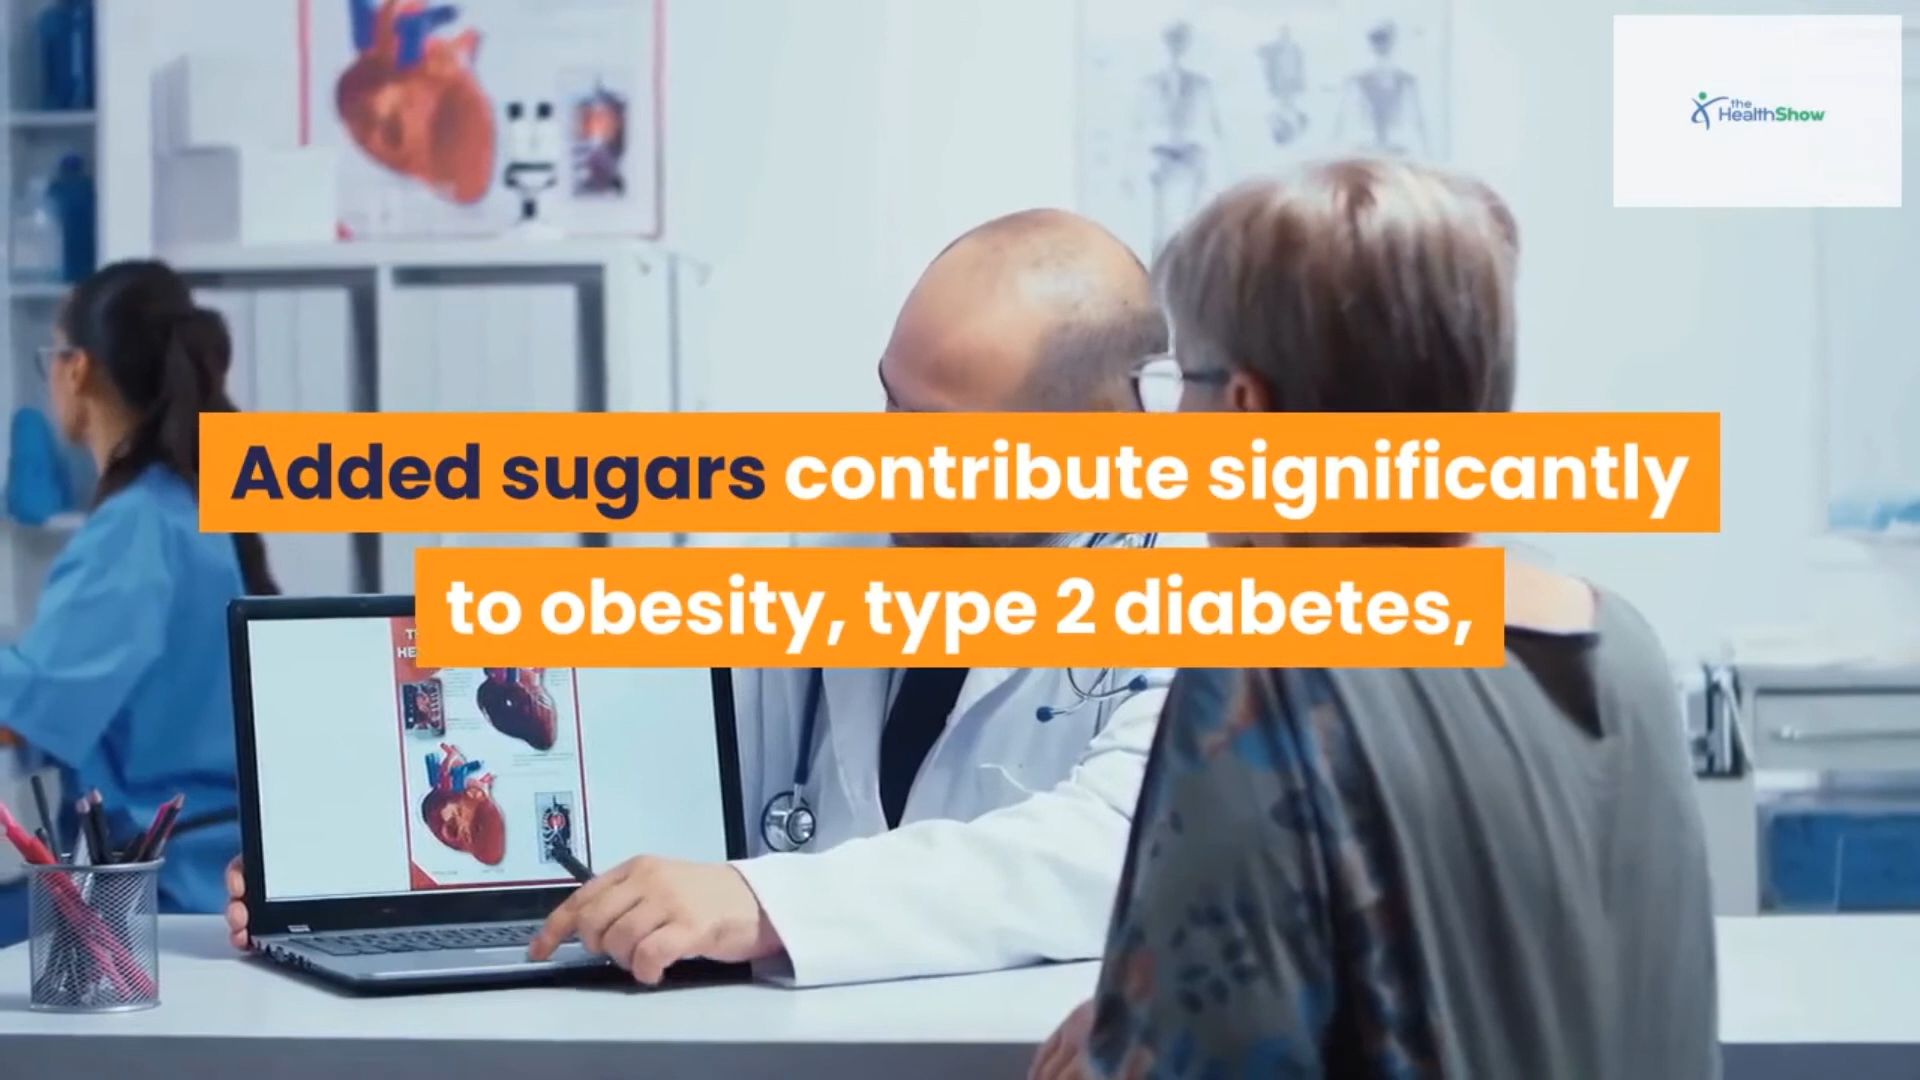 the
HealthShow
Added sugars contribute significantly
to obesity, type 2 diabetes,